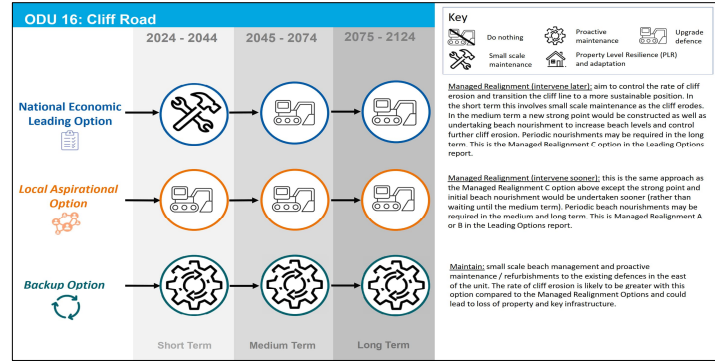 ODU 16: Cliff Road
2024 - 2044
2045 - 2074
2075 - 2124
National Economic
Leading Option
Local Aspirational
Option
Backup Option
Short Term
Medium Term
Long Term
Key
Do nothing
Proactive
maintenance
Upgrade
defence
Small scale
maintenance
Property Level Resilience (PLR)
and adaptation
Managed Realignment (intervene later): aim to control the rate of cliff
erosion and transition the cliff line to a more sustainable position. In
the short term this involves small scale maintenance as the cliff erodes.
In the medium term a new strong point would be constructed as well as
undertaking beach nourishment to increase beach levels and control
further cliff erosion. Periodic nourishments may be required in the long
term. This is the Managed Realignment C option in the Leading Options
report.
Managed Realignment (intervene sooner): this is the same approach as
the Managed Realignment C option above except the strong point and
initial beach nourishment would be undertaken sooner (rather than
waiting until the medium term). Periodic beach nourishments may be
required in the medium and long term. This is Managed Realignment A
or B in the Leading Options report.
Maintain: small scale beach management and proactive
maintenance / refurbishments to the existing defences in the east
of the unit. The rate of cliff erosion is likely to be greater with this
option compared to the Managed Realignment Options and could
lead to loss of property and key infrastructure.